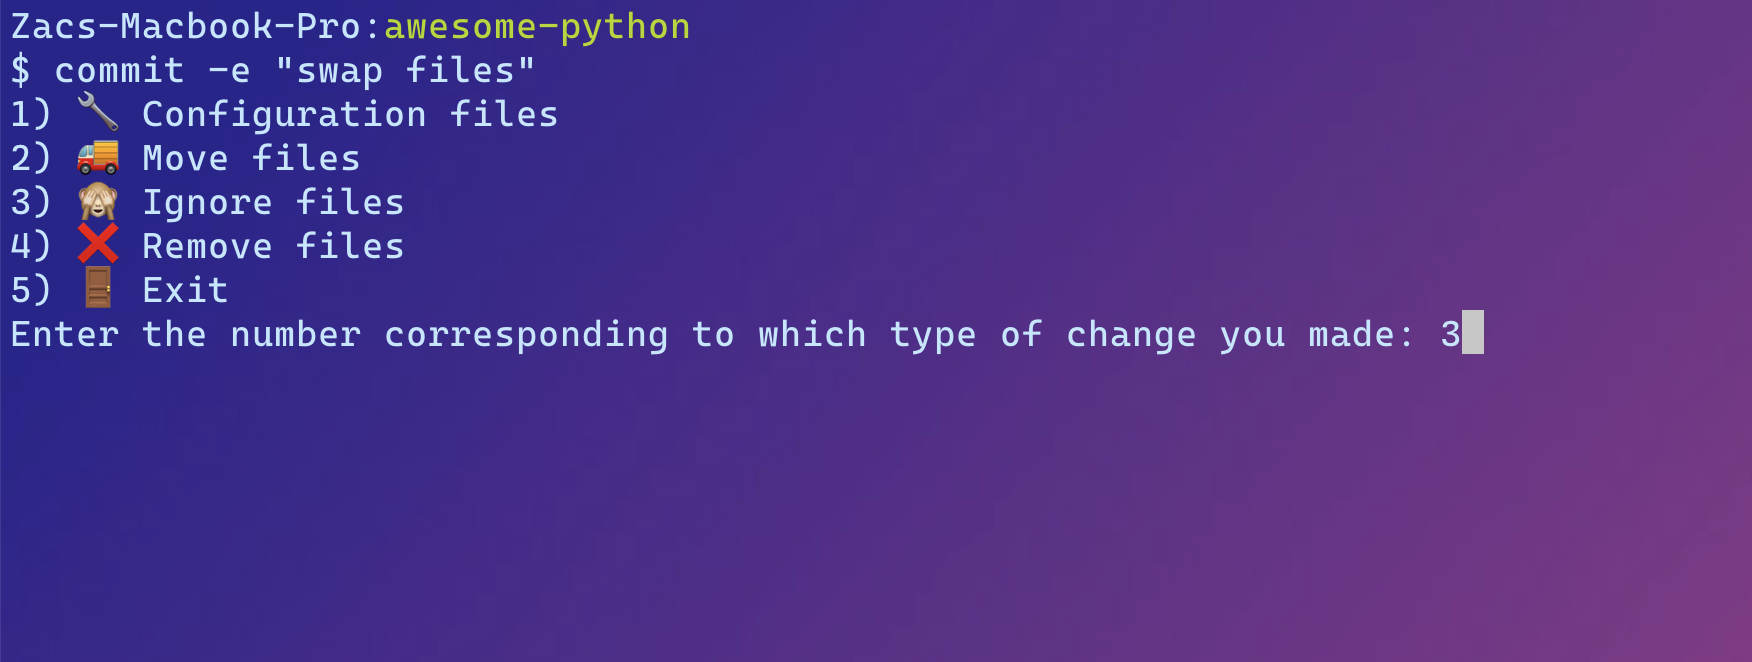 Zacs-Macbook-Pro:awesome-python
$ commit -e "swap files"
1) 🔧 Configuration files
2) 🚚 Move files
3) 🙈 Ignore files
4) ❌ Remove files
5) 🚪 Exit
Enter the number corresponding to which type of change you made: 3